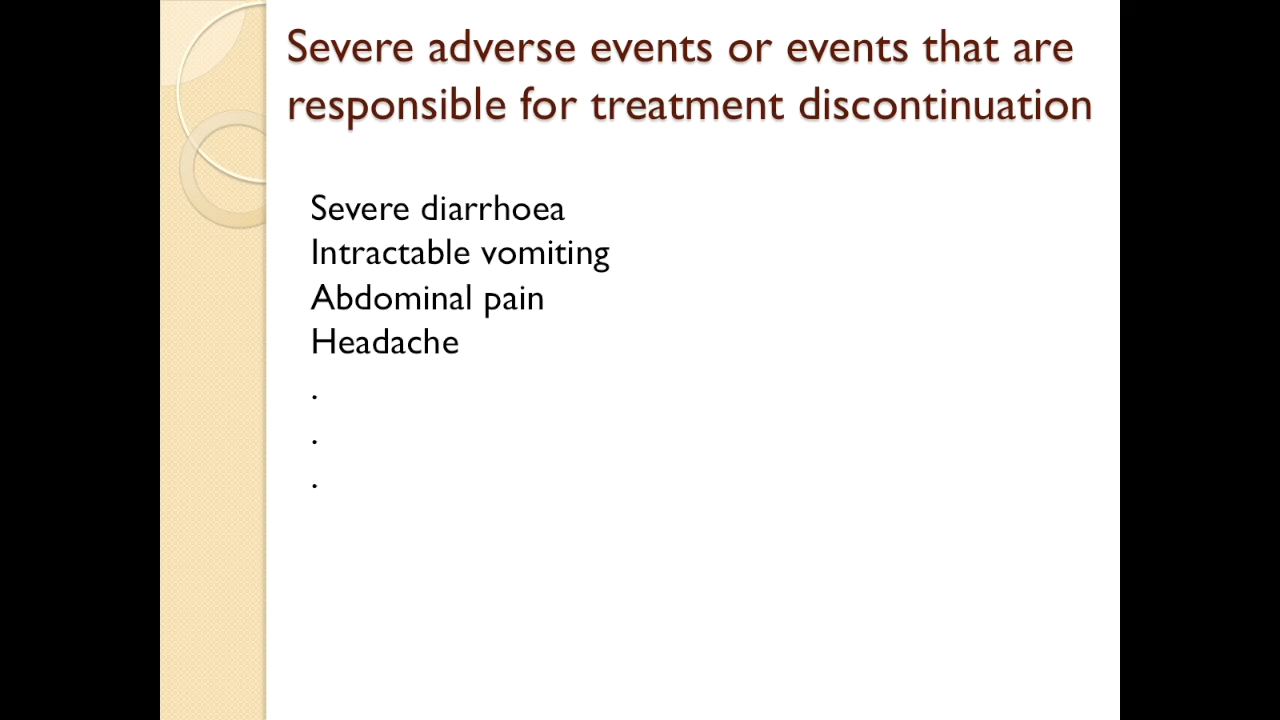 Severe adverse events or events that are
responsible for treatment discontinuation
Severe diarrhoea
Intractable vomiting
Abdominal pain
Headache
.
.
.